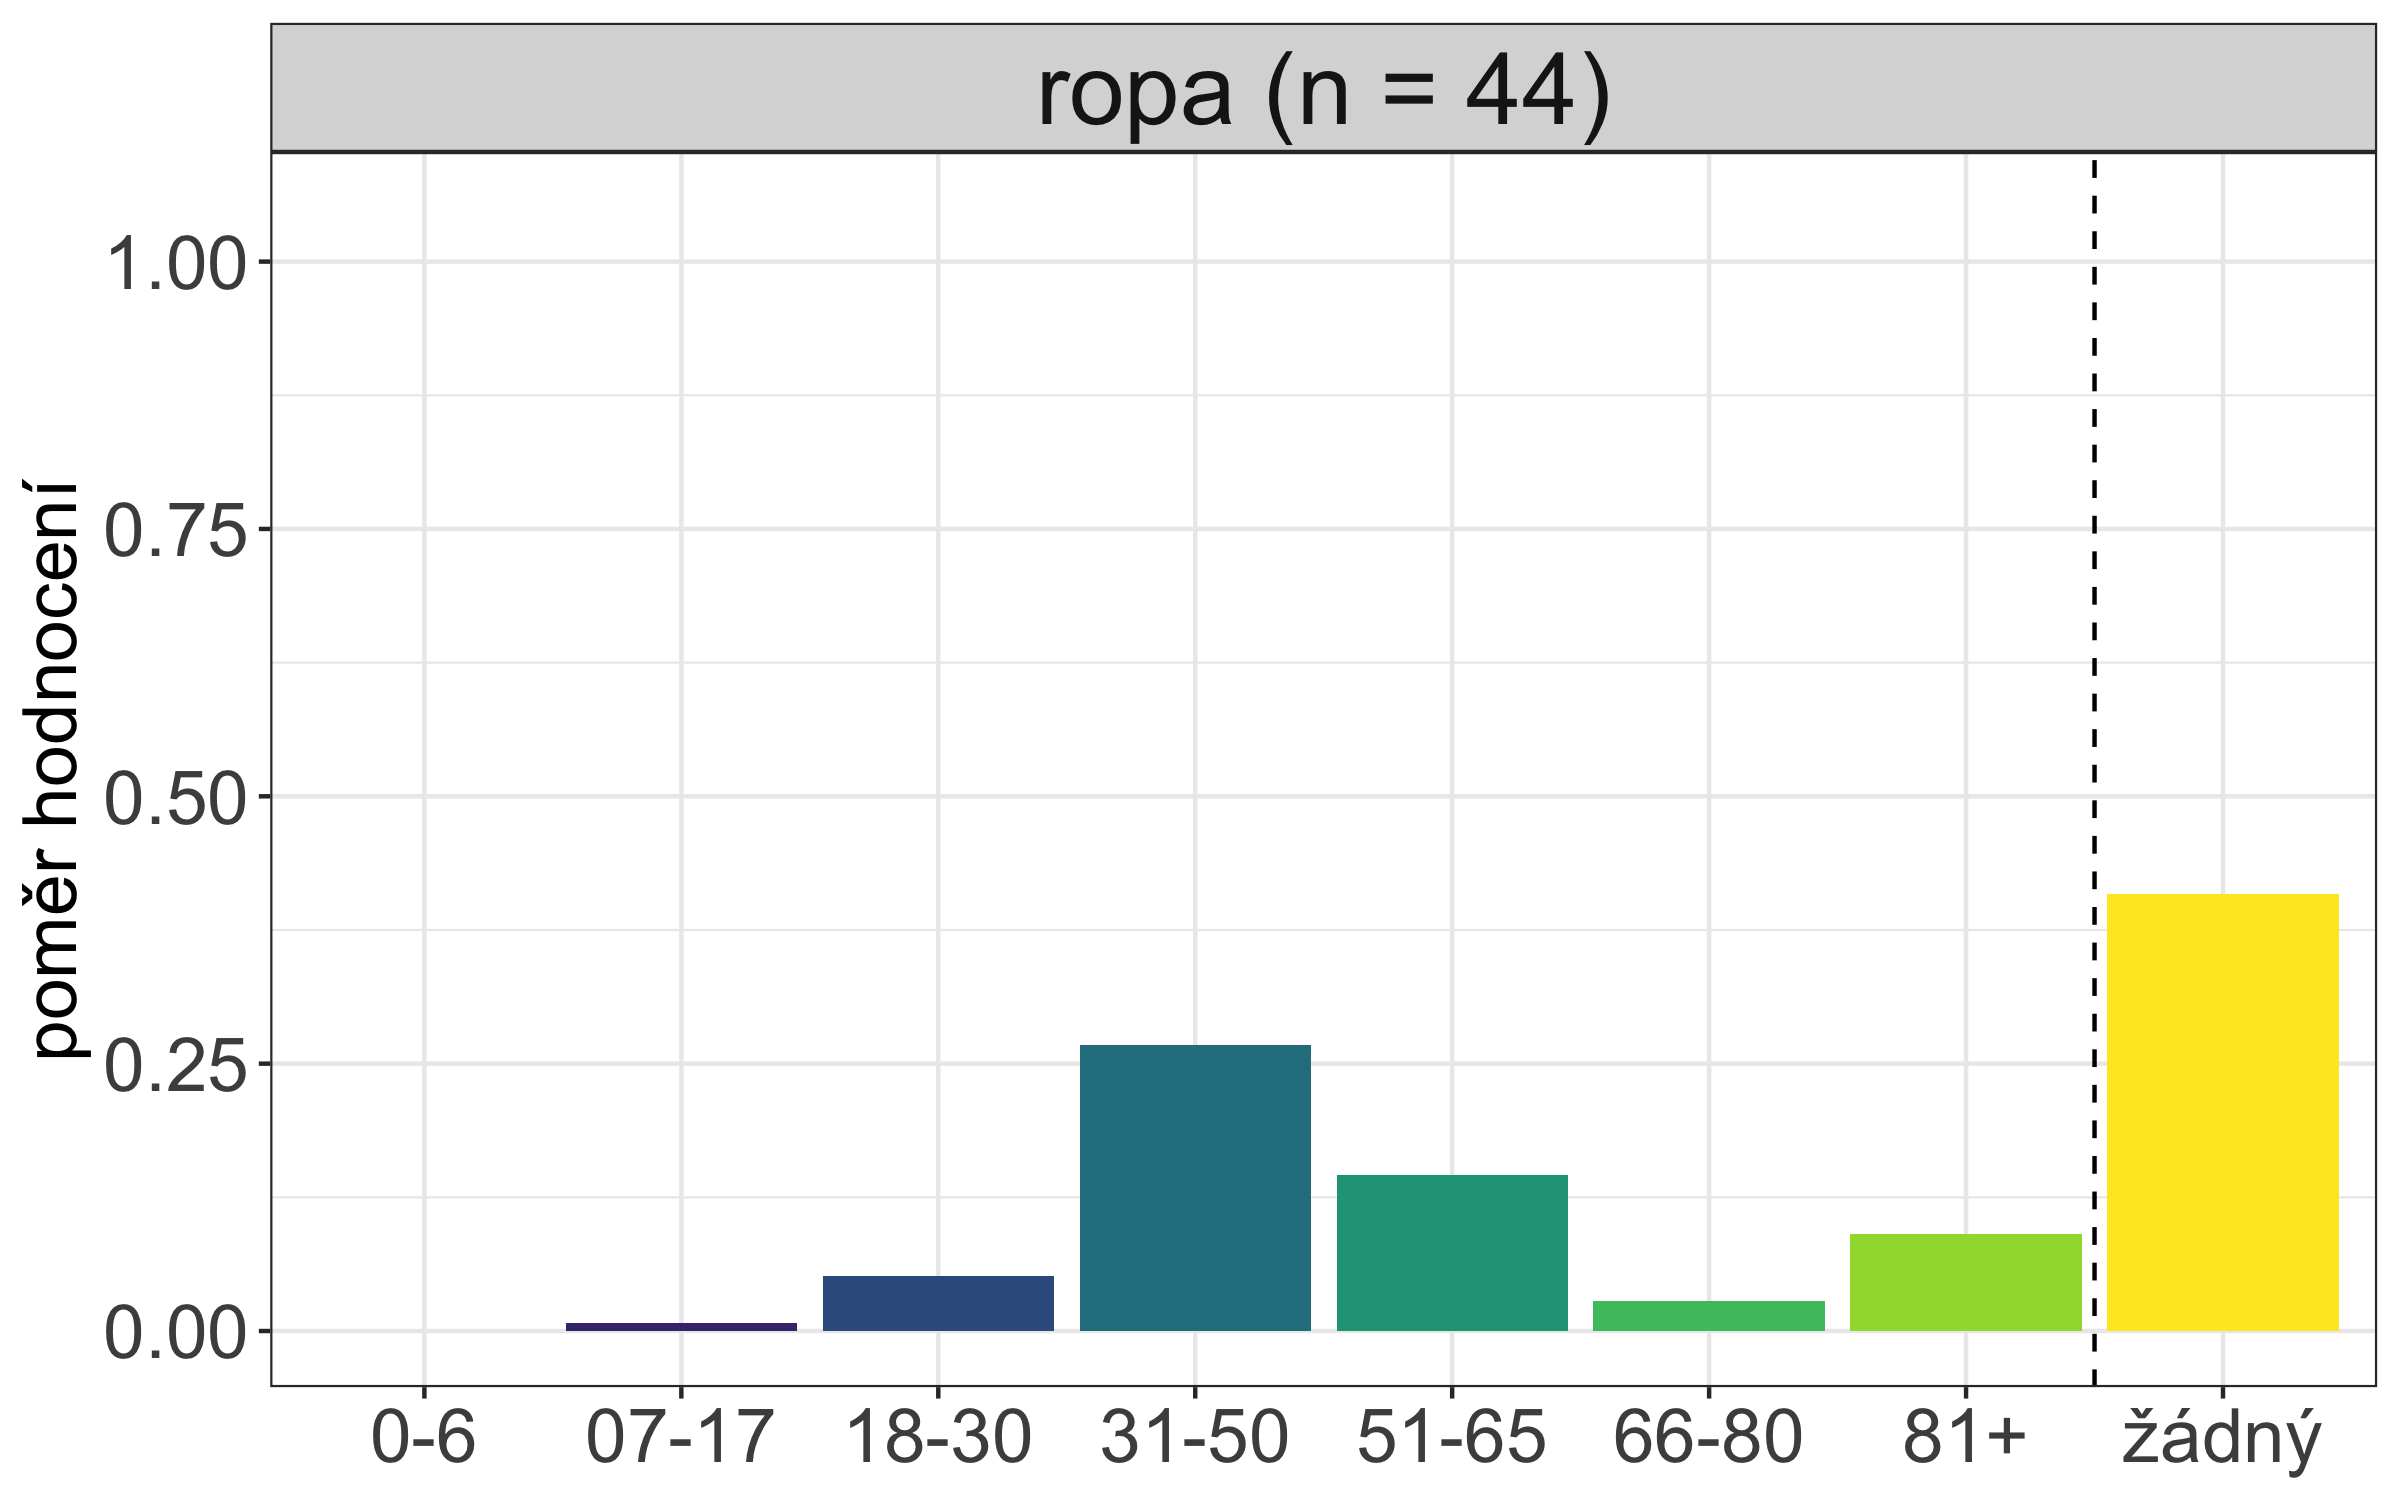 ropa (n = 44)
poměr hodnocení
1.00
0.75
0.50
0.25
0.00
0-6 07-17 18-30 31-50 51-65 66-80 81+ žádný